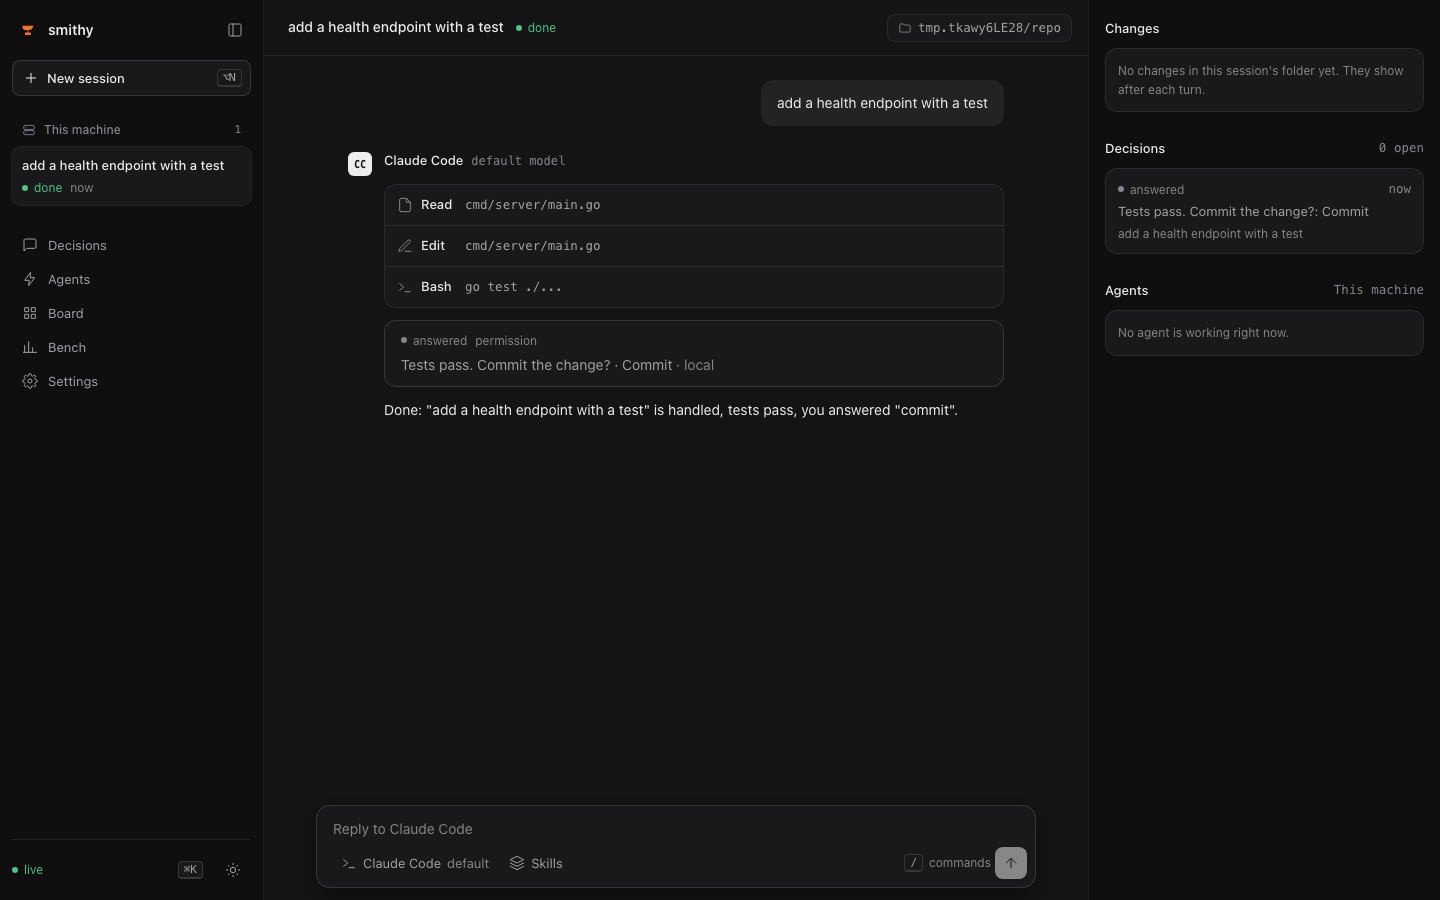 smithy
New session
⌥N
This machine
1
add a health endpoint with a test
done now
Decisions
Agents
Board
Bench
Settings
live
⌘K
add a health endpoint with a test
done
tmp.tkawy6LE28/repo
add a health endpoint with a test
CC
Claude Code default model
Read cmd/server/main.go
Edit cmd/server/main.go
Bash go test ./...
answered permission
Tests pass. Commit the change? · Commit · local
Done: "add a health endpoint with a test" is handled, tests pass, you answered "commit".
Reply to Claude Code
Claude Code default
Skills
/ commands
Changes
No changes in this session's folder yet. They show
after each turn.
Decisions
0 open
answered
now
Tests pass. Commit the change?: Commit
add a health endpoint with a test
Agents
This machine
No agent is working right now.